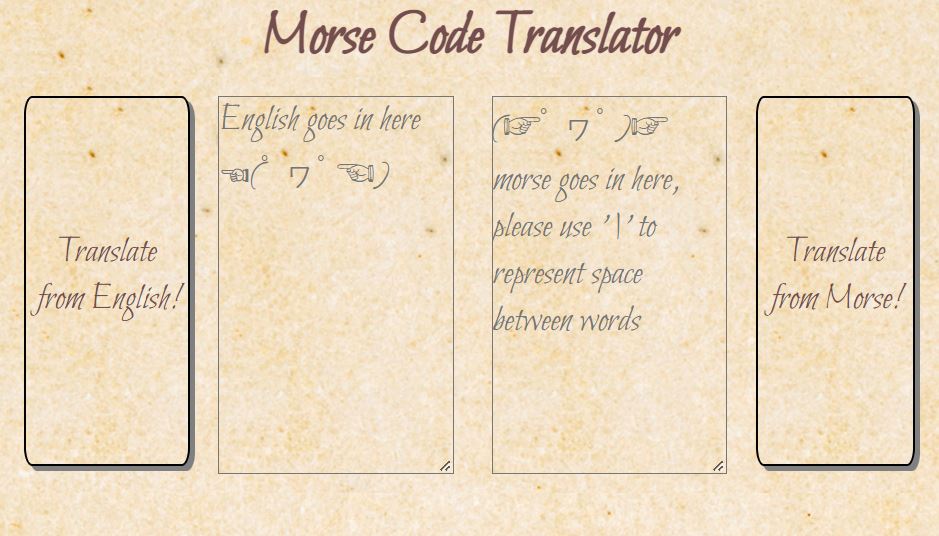 Morse Code Translator
Translate
from English!
English goes in here
☜(ﾟヮﾟ☜)
(☞ﾟヮﾟ)☞
morse goes in here,
please use '\' to
represent space
between words
Translate
from Morse!